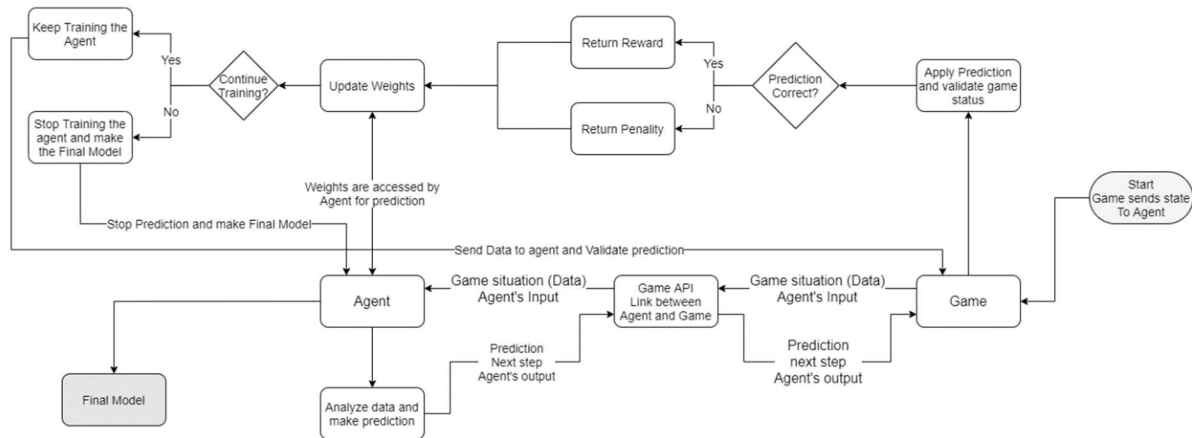 Keep Training the
Agent
Yes
No
Stop Training the
agent and make
the Final Model
Continue
Training?
Update Weights
Return Reward
Return Penality
Yes
No
Prediction
Correct?
Apply Prediction
and validate game
status
Start
Game sends state
To Agent
Weights are accessed by
Agent for prediction
Stop Prediction and make Final Model
Send Data to agent and Validate prediction
Agent
Game situation (Data)
Agent's Input
Game API
Link between
Agent and Game
Game situation (Data)
Agent's Input
Game
Prediction
Next step
Agent's output
Prediction
next step
Agent's output
Final Model
Analyze data and
make prediction